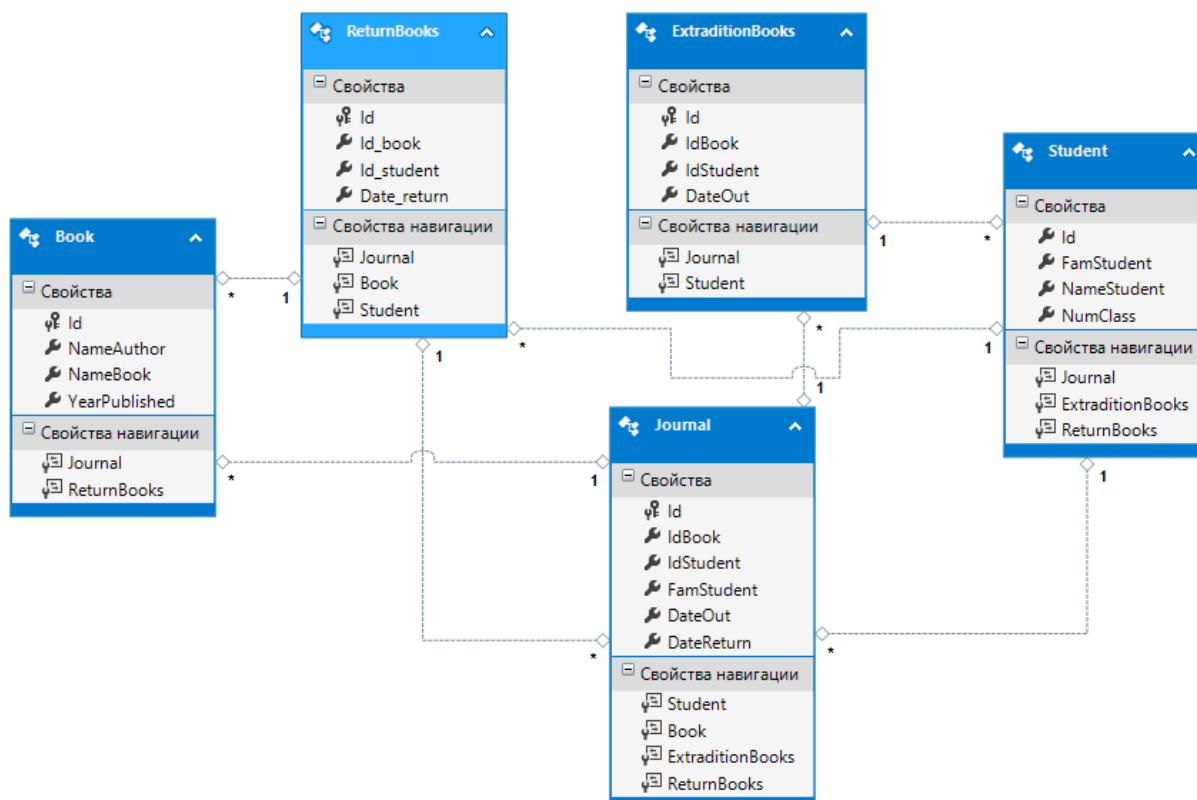 ReturnBooks
Свойства
Id
Id_book
Id_student
Date_return
Свойства навигации
Journal
Book
Student
ExtraditionBooks
Свойства
Id
IdBook
IdStudent
DateOut
Свойства навигации
Journal
Student
Student
Свойства
Id
FamStudent
NameStudent
NumClass
Свойства навигации
Journal
ExtraditionBooks
ReturnBooks
Book
Свойства
Id
NameAuthor
NameBook
YearPublished
Свойства навигации
Journal
ReturnBooks
Journal
Свойства
Id
IdBook
IdStudent
FamStudent
DateOut
DateReturn
Свойства навигации
Student
Book
ExtraditionBooks
ReturnBooks
* 1
1 *
* 1
1 *
* 1
* 1
1 *